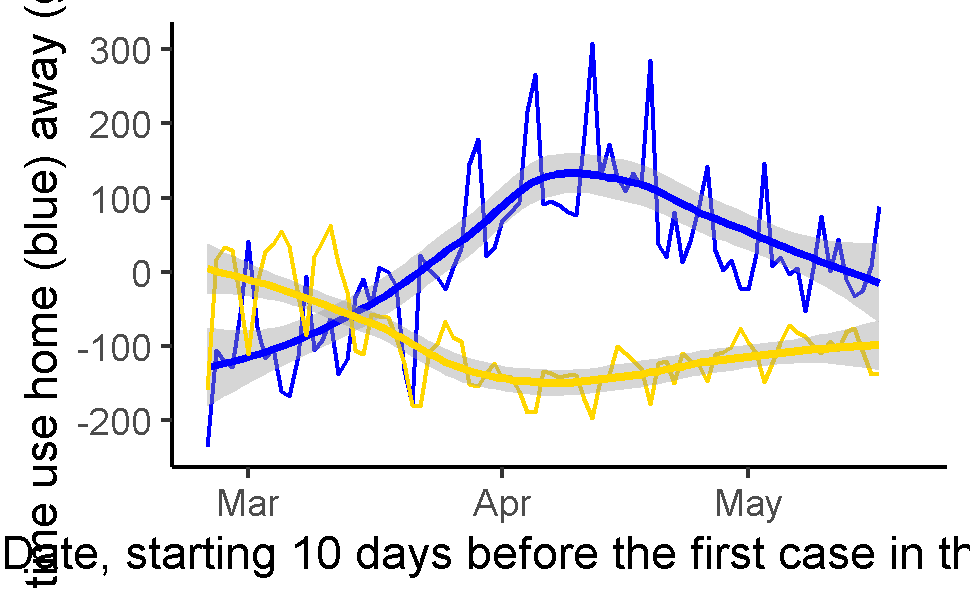 time use home (blue) away
300
200
100
0
-100
-200
Mar Apr May
Date, starting 10 days before the first case in